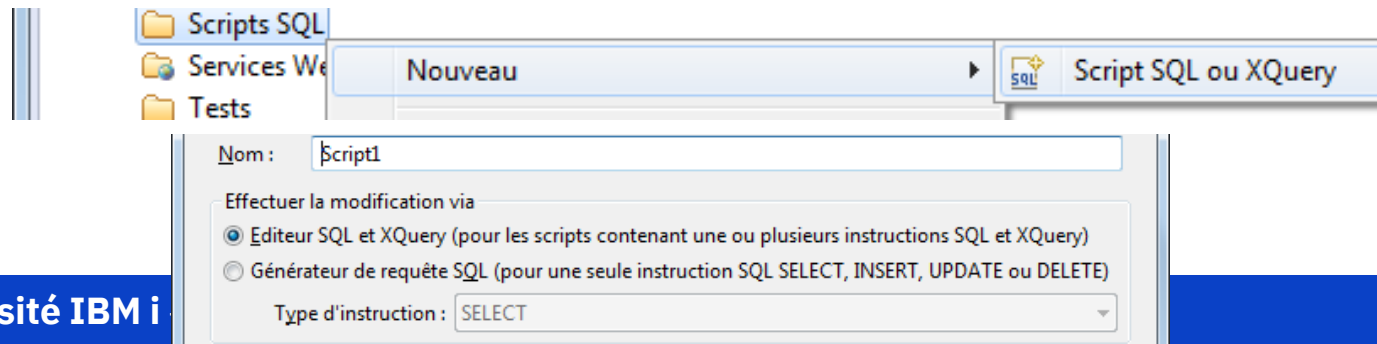 Scripts SQL
Services We
Nouveau
SQL
Script SQL ou XQuery
Tests
Nom : Script1
Effectuer la modification via
Editeur SQL et XQuery (pour les scripts contenant une ou plusieurs instructions SQL et XQuery)
Générateur de requête SQL (pour une seule instruction SQL SELECT, INSERT, UPDATE ou DELETE)
sité IBM i
Type d'instruction : SELECT